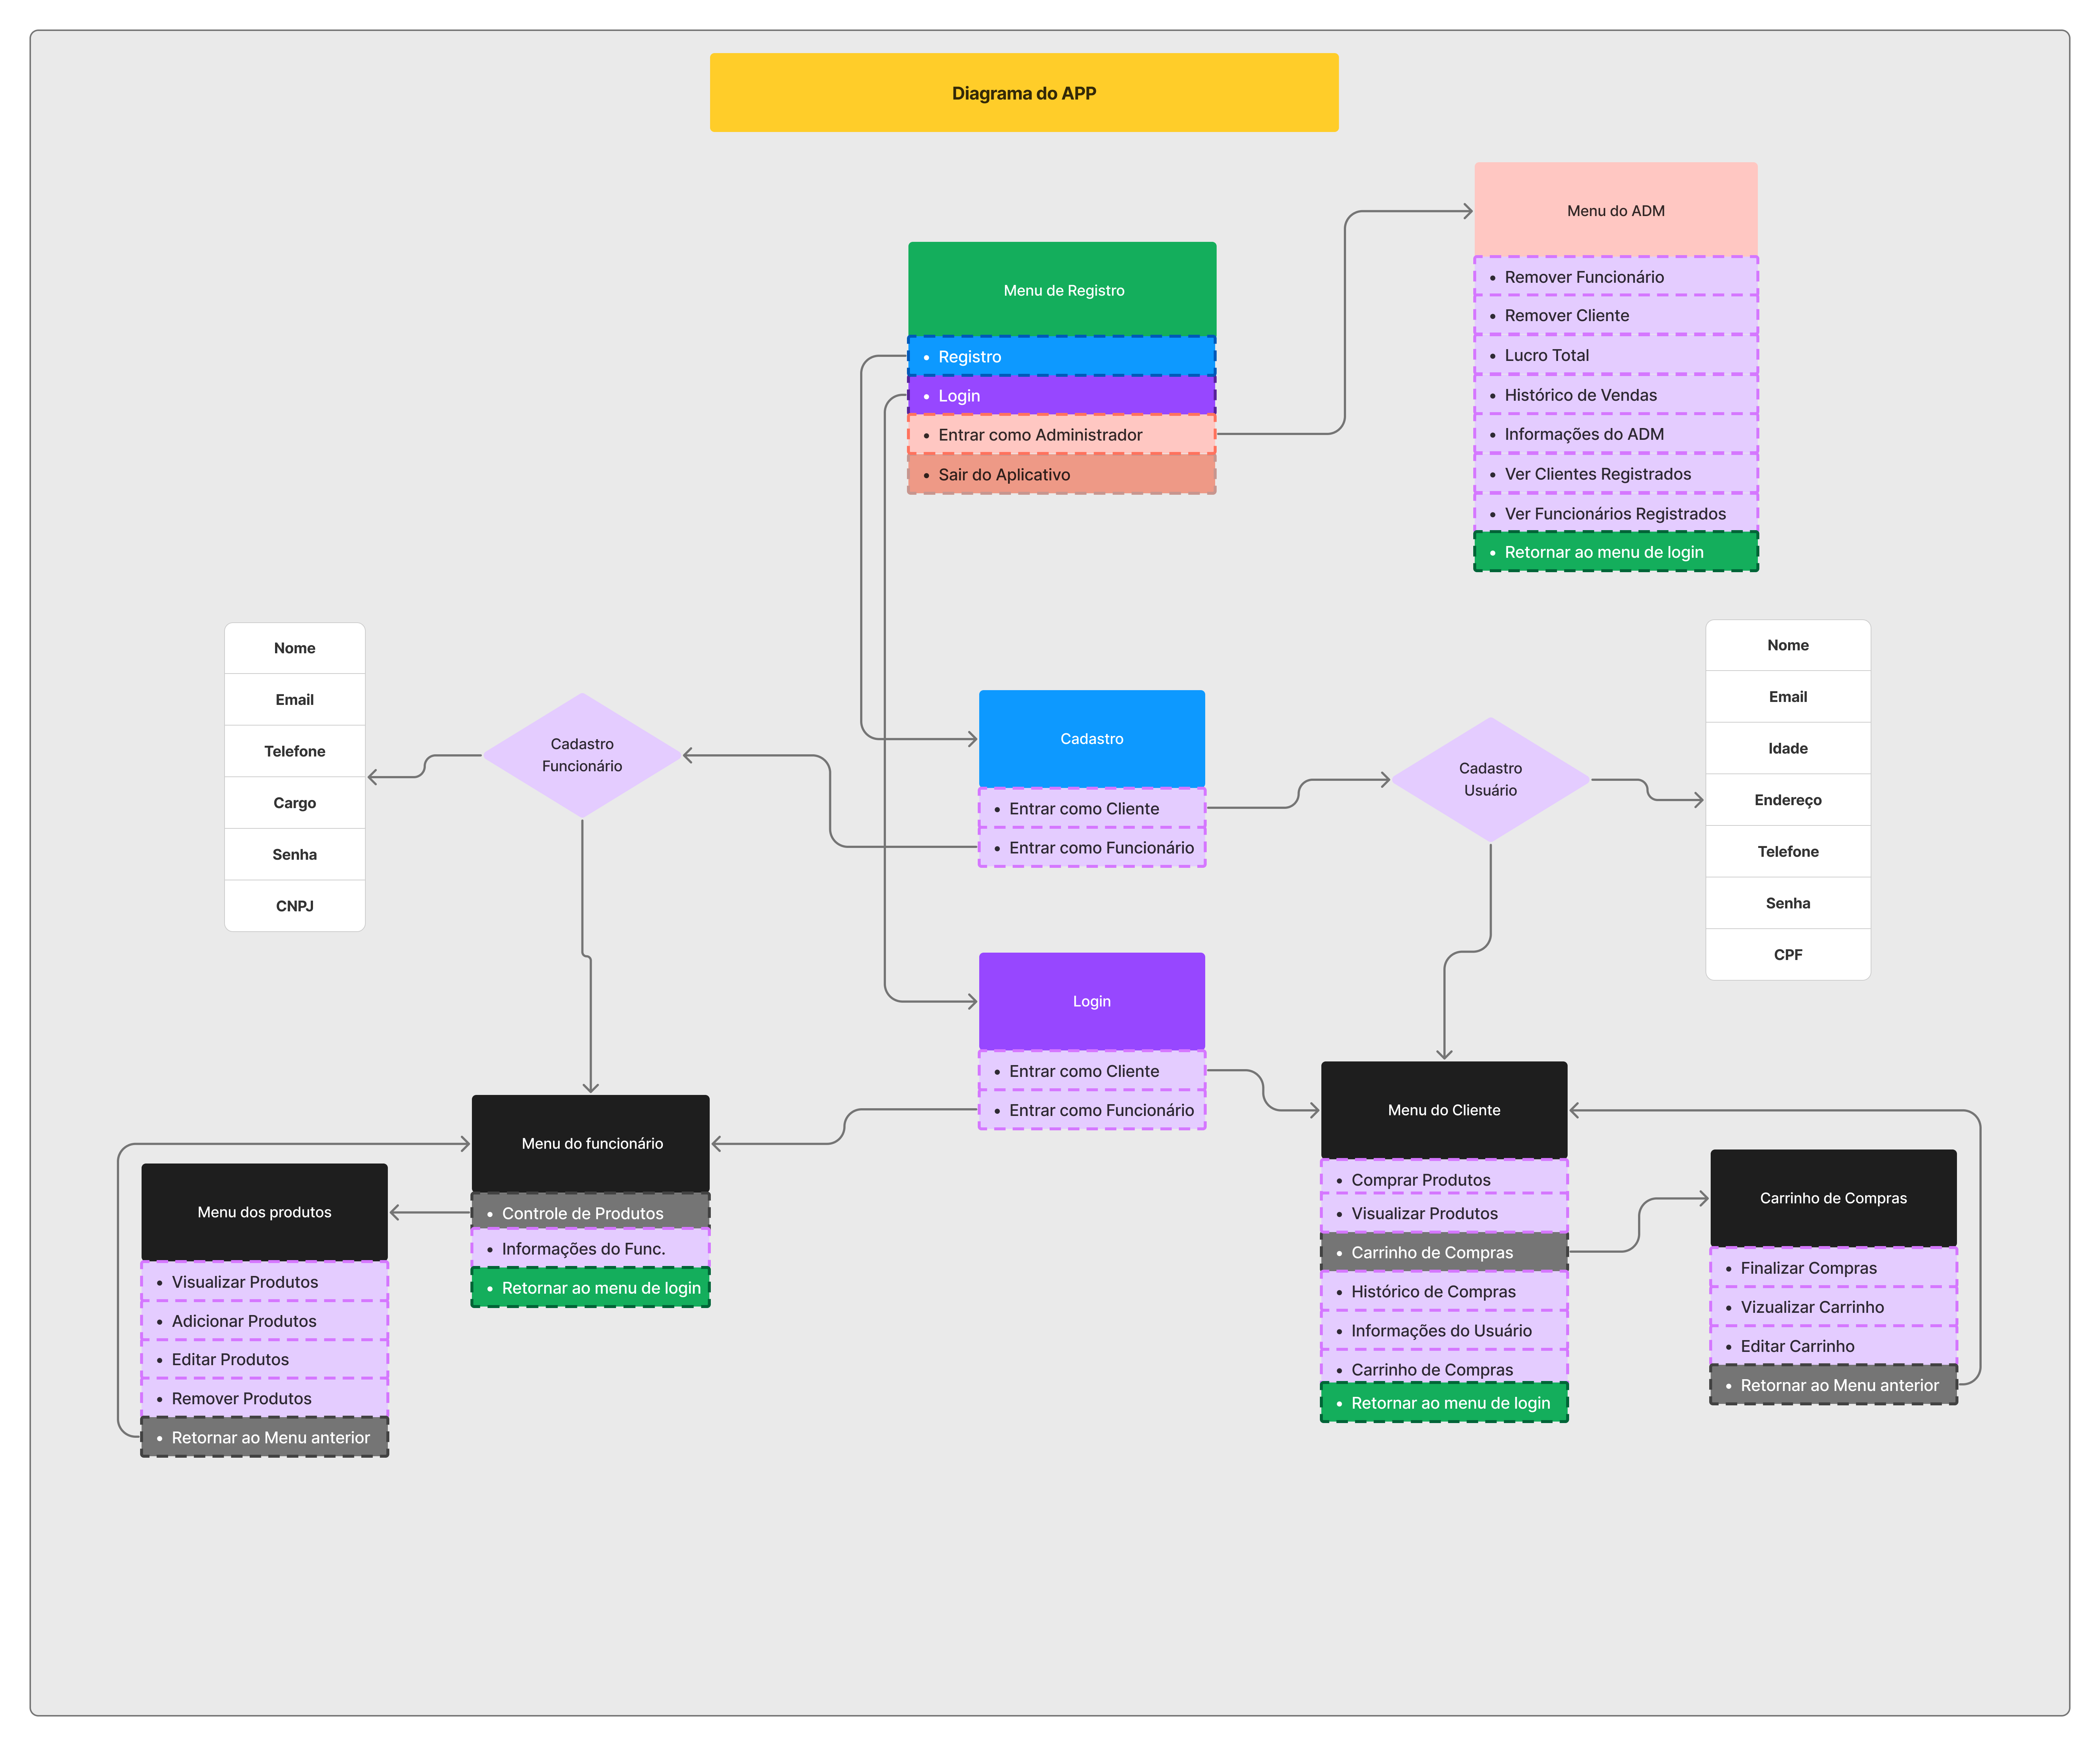 Diagrama do APP
Menu do ADM
Remover Funcionário
Remover Cliente
Lucro Total
Histórico de Vendas
Informações do ADM
Ver Clientes Registrados
Ver Funcionários Registrados
Retornar ao menu de login
Menu de Registro
Registro
Login
Entrar como Administrador
Sair do Aplicativo
Nome
Email
Telefone
Cargo
Senha
CNPJ
Cadastro
Funcionário
Cadastro
Entrar como Cliente
Entrar como Funcionário
Cadastro
Usuário
Nome
Email
Idade
Endereço
Telefone
Senha
CPF
Login
Entrar como Cliente
Entrar como Funcionário
Menu do funcionário
Controle de Produtos
Informações do Func.
Retornar ao menu de login
Menu dos produtos
Visualizar Produtos
Adicionar Produtos
Editar Produtos
Remover Produtos
Retornar ao Menu anterior
Menu do Cliente
Comprar Produtos
Visualizar Produtos
Carrinho de Compras
Histórico de Compras
Informações do Usuário
Carrinho de Compras
Retornar ao menu de login
Carrinho de Compras
Finalizar Compras
Vizualizar Carrinho
Editar Carrinho
Retornar ao Menu anterior